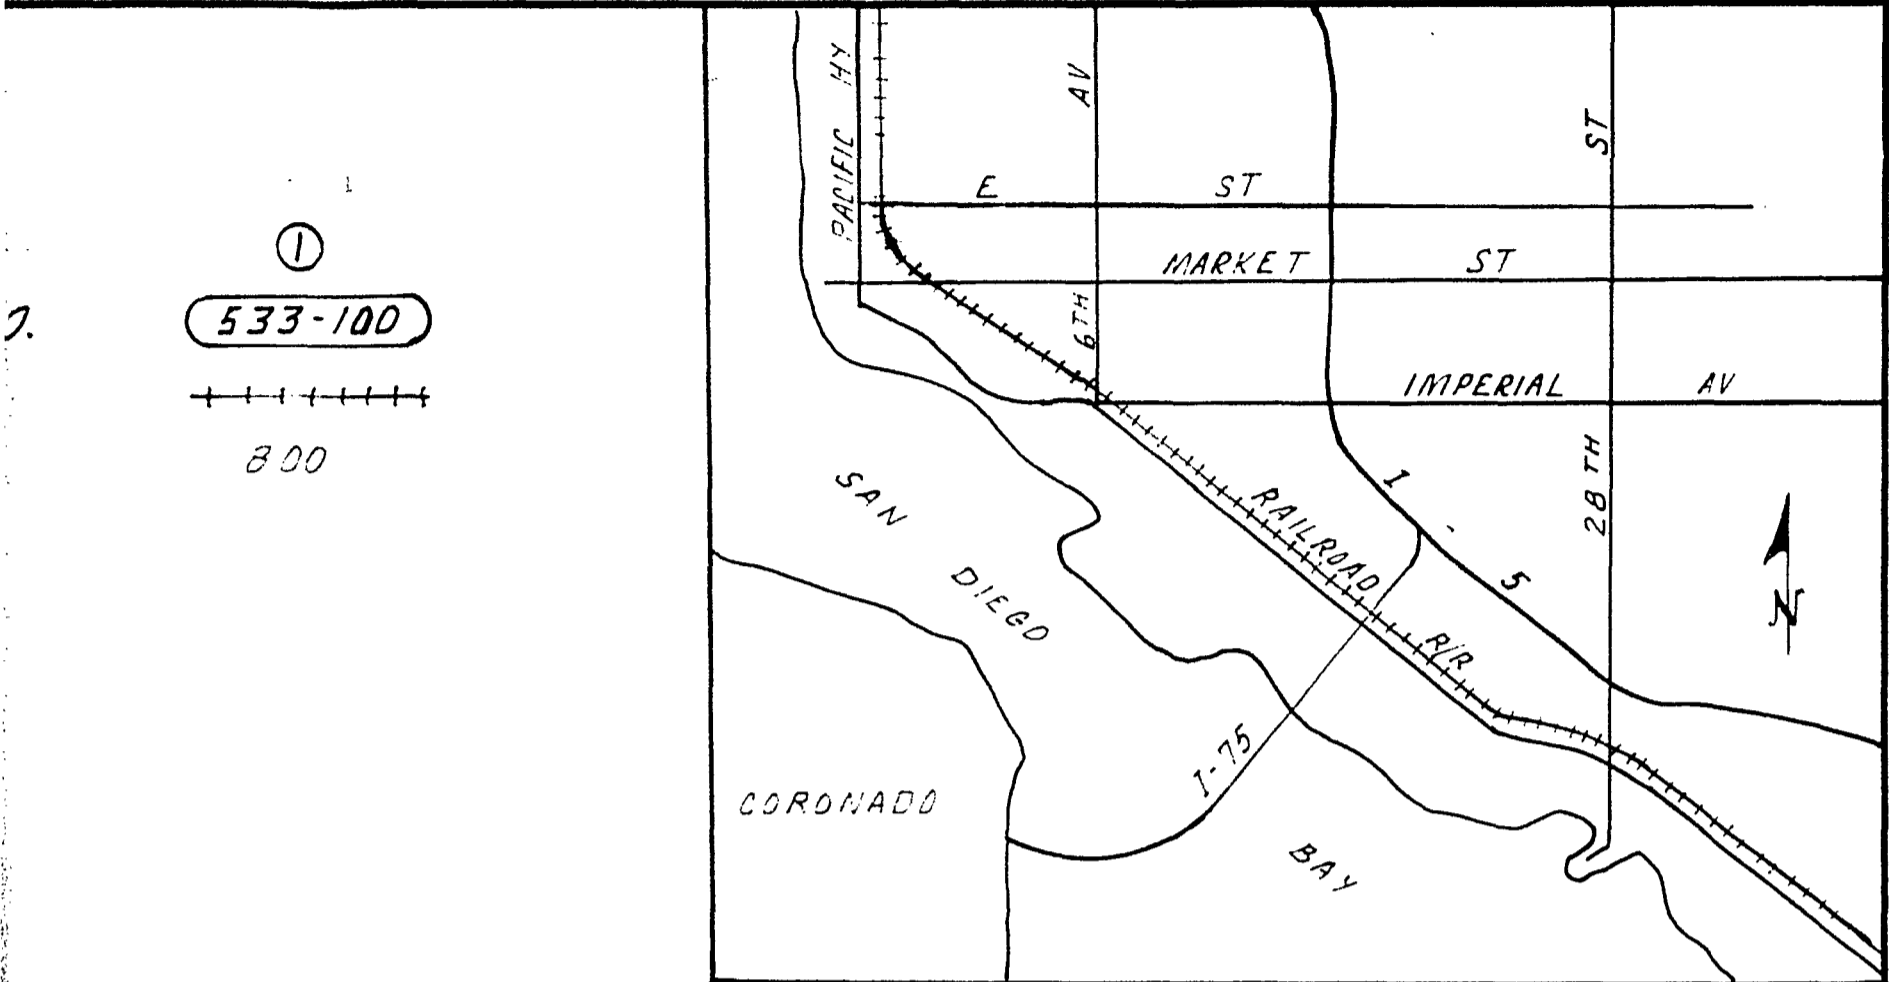 1
533-100
800
PACIFIC HY
6TH AV
28TH ST
E ST
MARKET ST
IMPERIAL AV
I-5
RAILROAD R/R
I-75
SAN DIEGO BAY
CORONADO
N